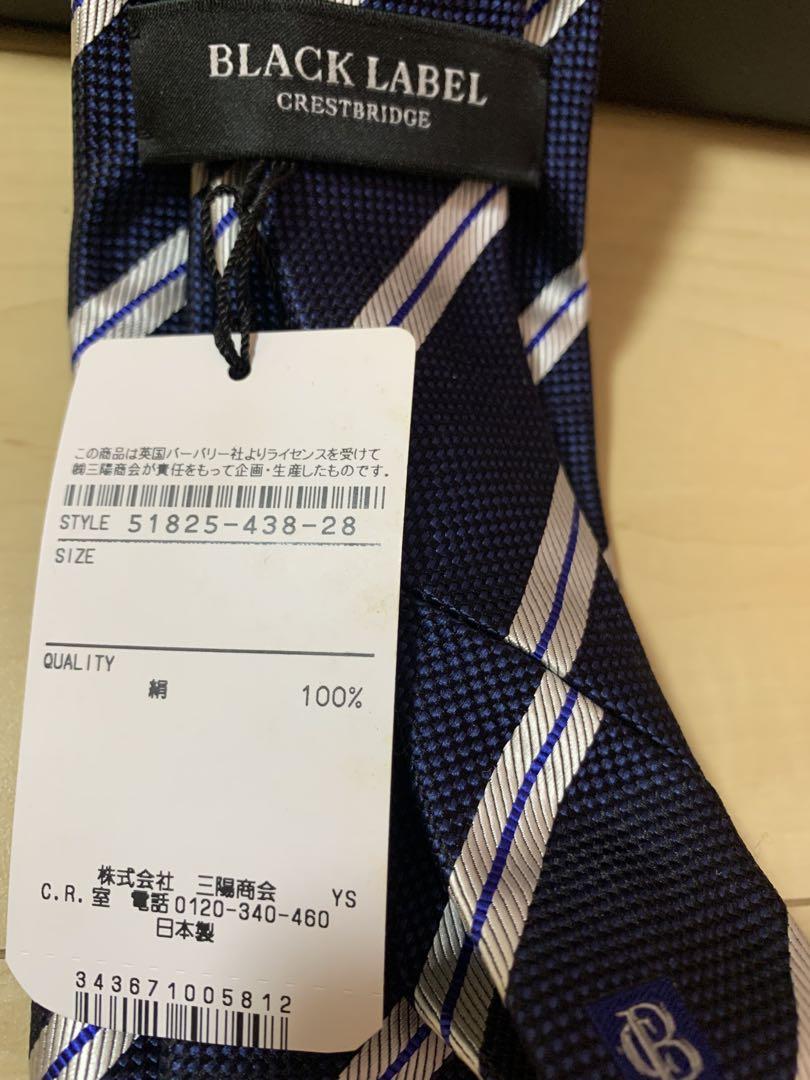 BLACK LABEL
CRESTBRIDGE
この商品は英国バーバリー社よりライセンスを受けて
㈱三陽商会が責任をもって企画・生産したものです。
STYLE 51825-438-28
SIZE
QUALITY
絹 100%
株式会社 三陽商会 YS
C.R.室 電話0120-340-460
日本製
343671005812
CB